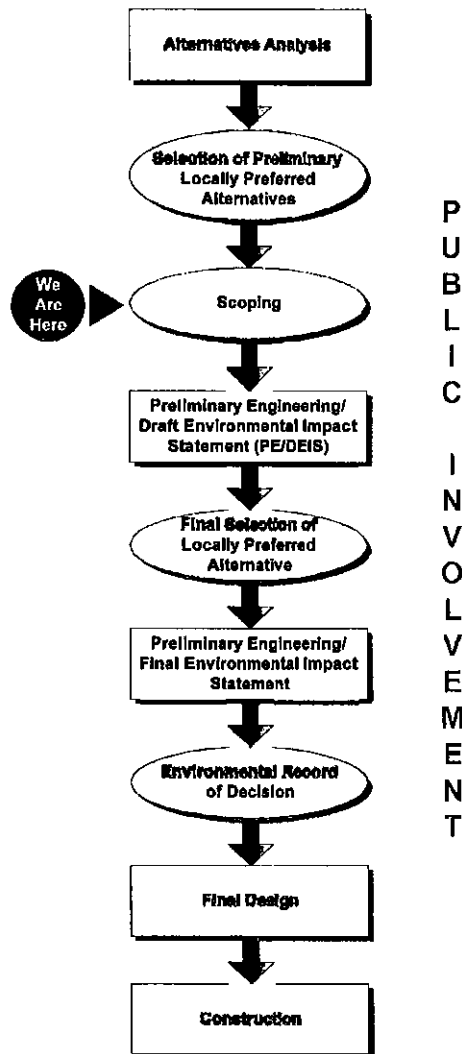 Alternatives Analysis
Selection of Preliminary
Locally Preferred
Alternatives
We
Are
Here
Scoping
Preliminary Engineering/
Draft Environmental Impact
Statement (PE/DEIS)
Final Selection of
Locally Preferred
Alternative
Preliminary Engineering/
Final Environmental Impact
Statement
Environmental Record
of Decision
Final Design
Construction
PUBLIC INVOLVEMENT